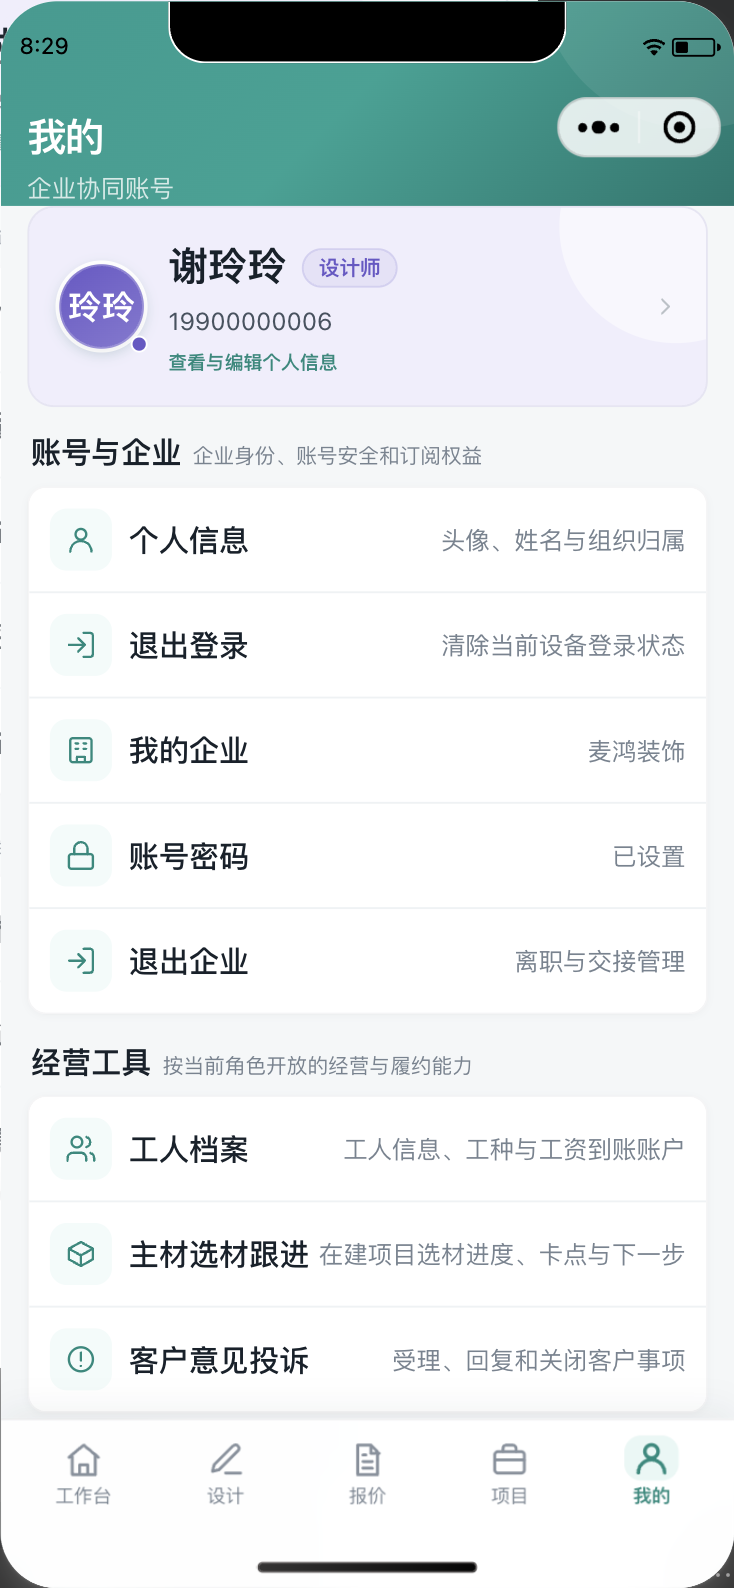 8:29
我的
企业协同账号
玲玲
谢玲玲 设计师
19900000006
查看与编辑个人信息
账号与企业 企业身份、账号安全和订阅权益
个人信息 头像、姓名与组织归属
退出登录 清除当前设备登录状态
我的企业 麦鸿装饰
账号密码 已设置
退出企业 离职与交接管理
经营工具 按当前角色开放的经营与履约能力
工人档案 工人信息、工种与工资到账账户
主材选材跟进 在建项目选材进度、卡点与下一步
客户意见投诉 受理、回复和关闭客户事项
工作台 设计 报价 项目 我的